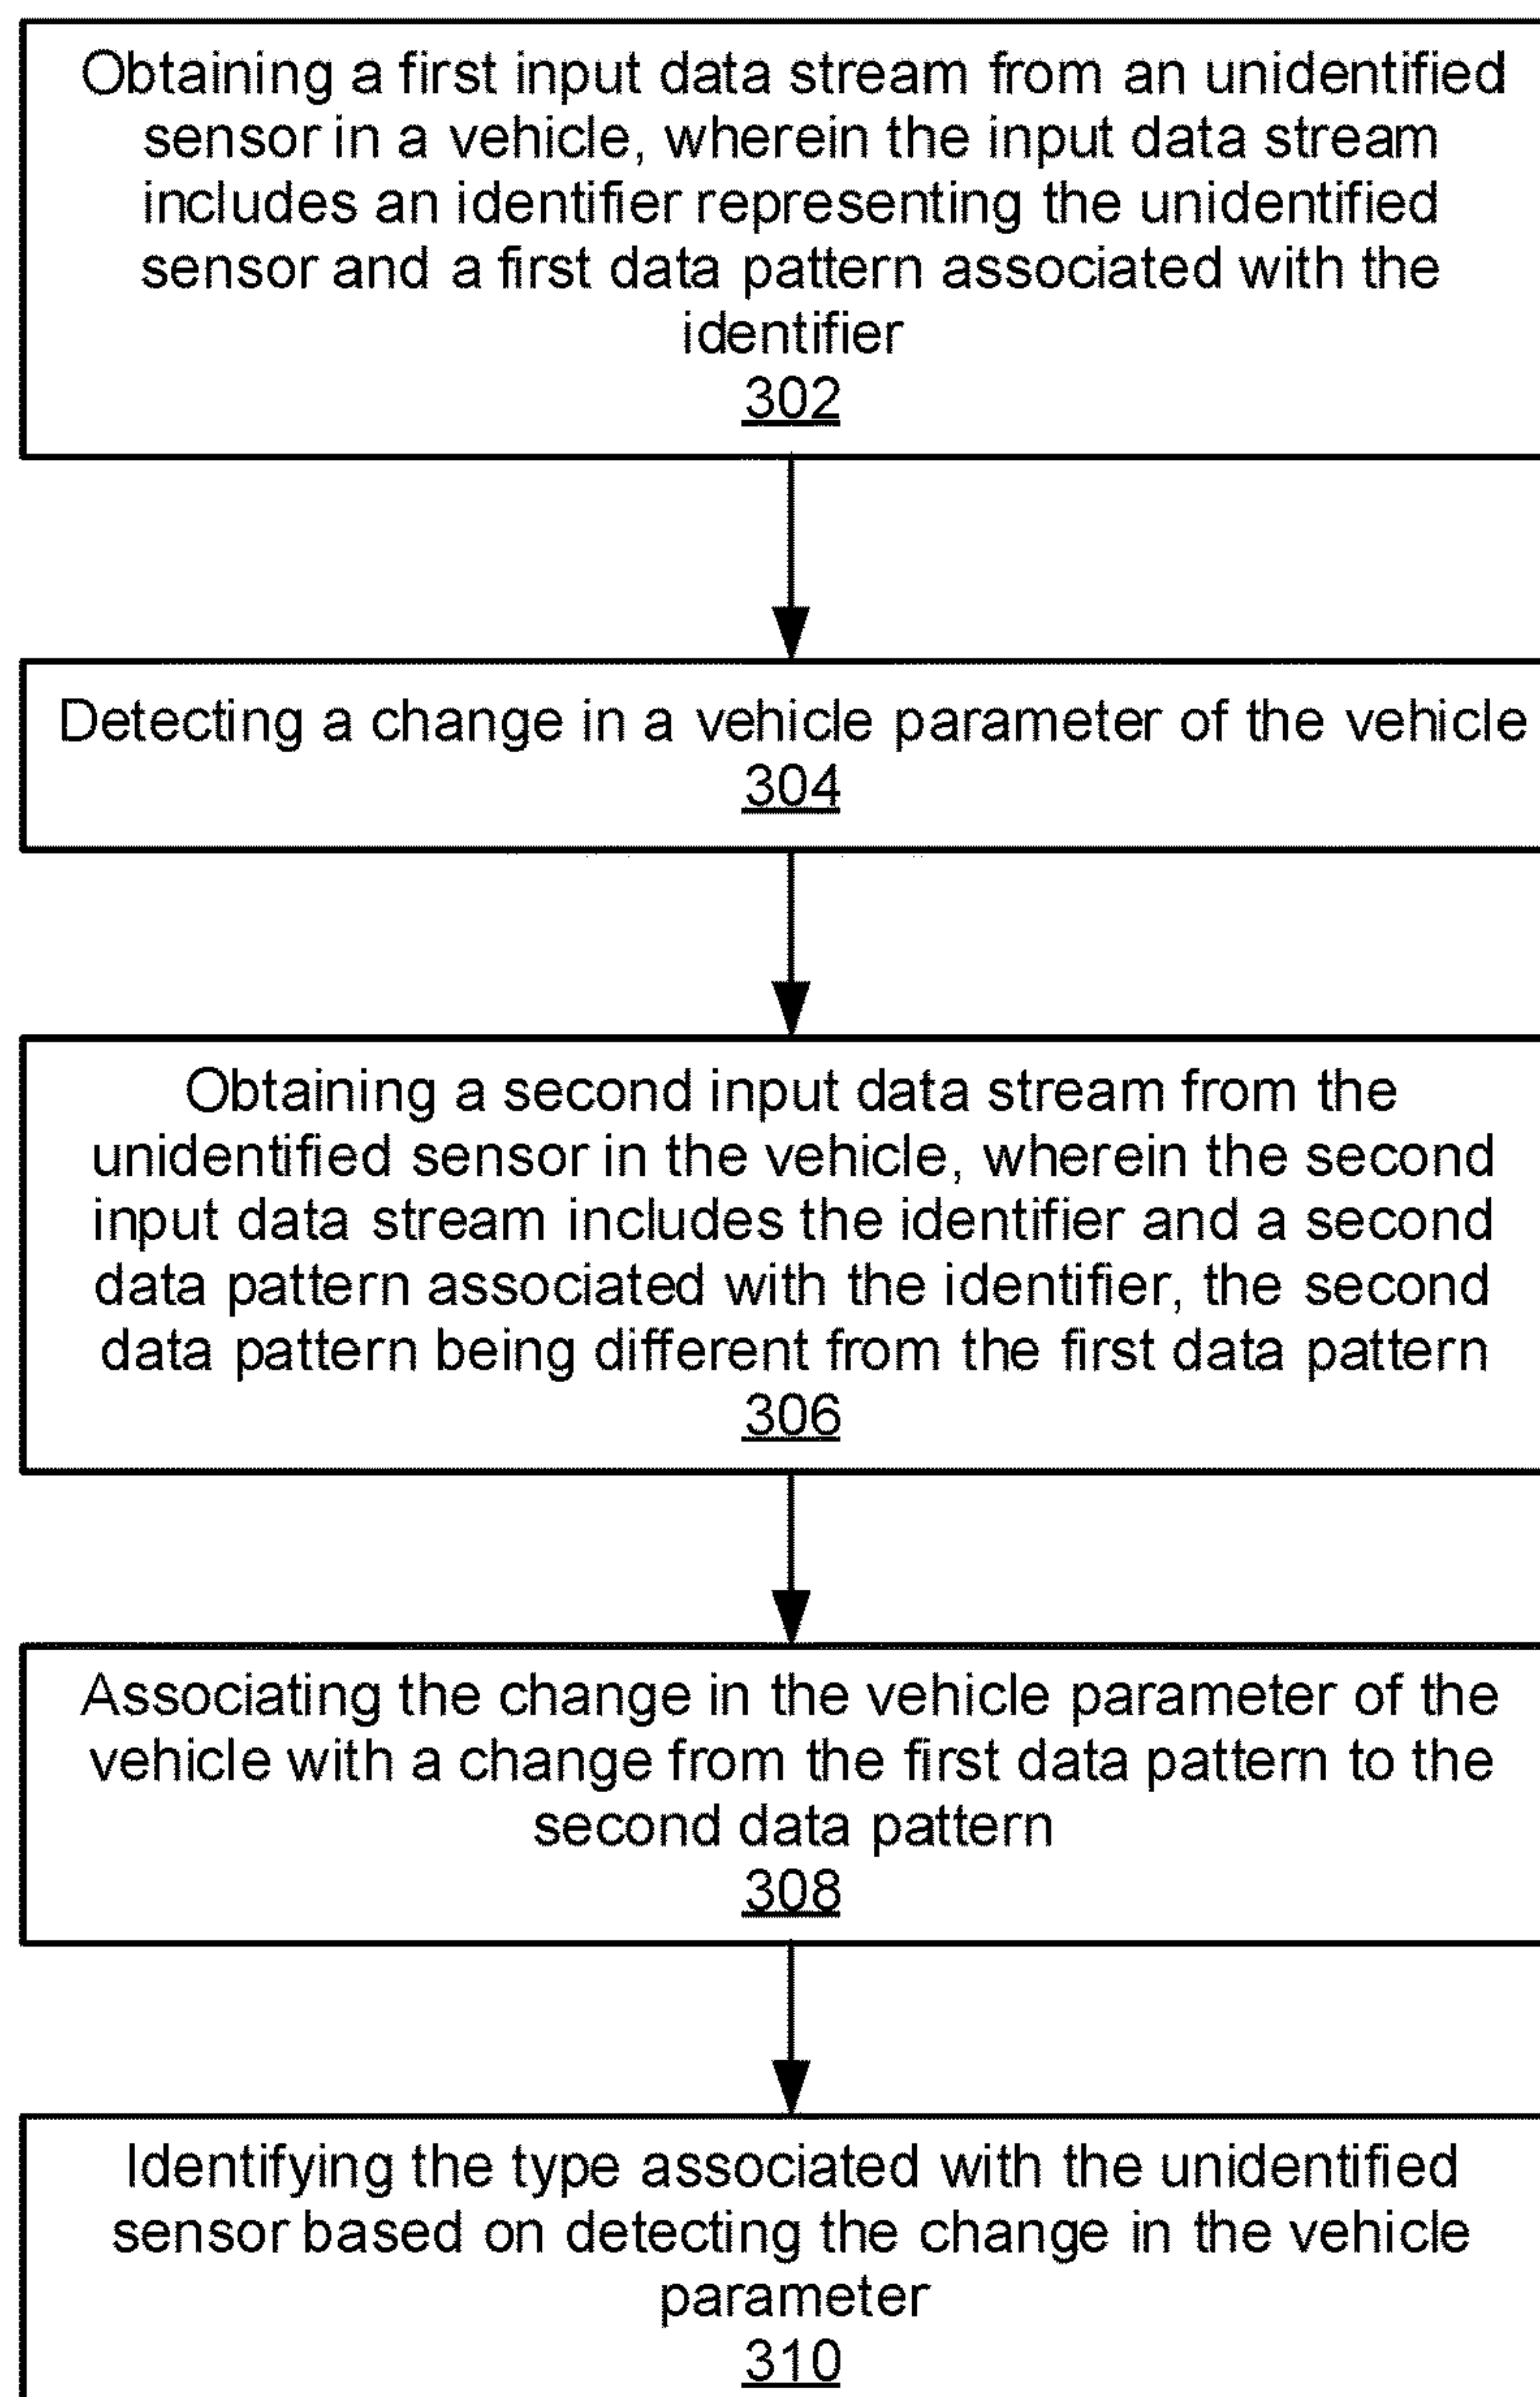 Obtaining a first input data stream from an unidentified
sensor in a vehicle, wherein the input data stream
includes an identifier representing the unidentified
sensor and a first data pattern associated with the
identifier
302
Detecting a change in a vehicle parameter of the vehicle
304
Obtaining a second input data stream from the
unidentified sensor in the vehicle, wherein the second
input data stream includes the identifier and a second
data pattern associated with the identifier, the second
data pattern being different from the first data pattern
306
Associating the change in the vehicle parameter of the
vehicle with a change from the first data pattern to the
second data pattern
308
Identifying the type associated with the unidentified
sensor based on detecting the change in the vehicle
parameter
310